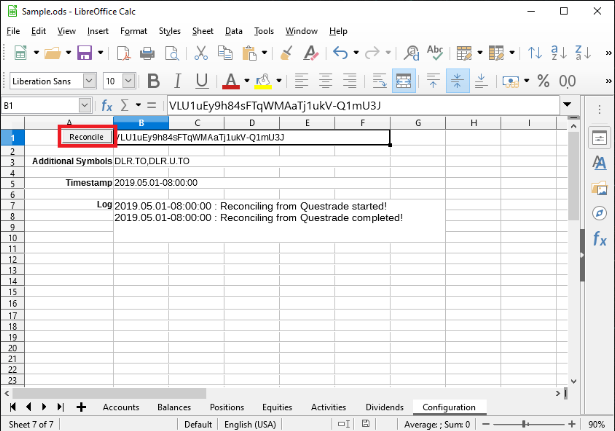 Sample.ods - LibreOffice Calc
File Edit View Insert Format Styles Sheet Data Tools Window Help
Liberation Sans 10 B I U A % 0.0
B1 fx Σ = VLU1uEy9h84sFTqWMAaTj1ukV-Q1mU3J
A B C D E F G H I
1 Reconcile VLU1uEy9h84sFTqWMAaTj1ukV-Q1mU3J
2
3 Additional Symbols DLR.TO,DLR.U.TO
4
5 Timestamp 2019.05.01-08:00:00
6
7 Log 2019.05.01-08:00:00 : Reconciling from Questrade started!
8 2019.05.01-08:00:00 : Reconciling from Questrade completed!
9
10
11
12
13
14
15
16
17
18
19
20
21
22
23
Accounts Balances Positions Equities Activities Dividends Configuration
Sheet 7 of 7 Default English (USA) Average: ; Sum: 0 90%